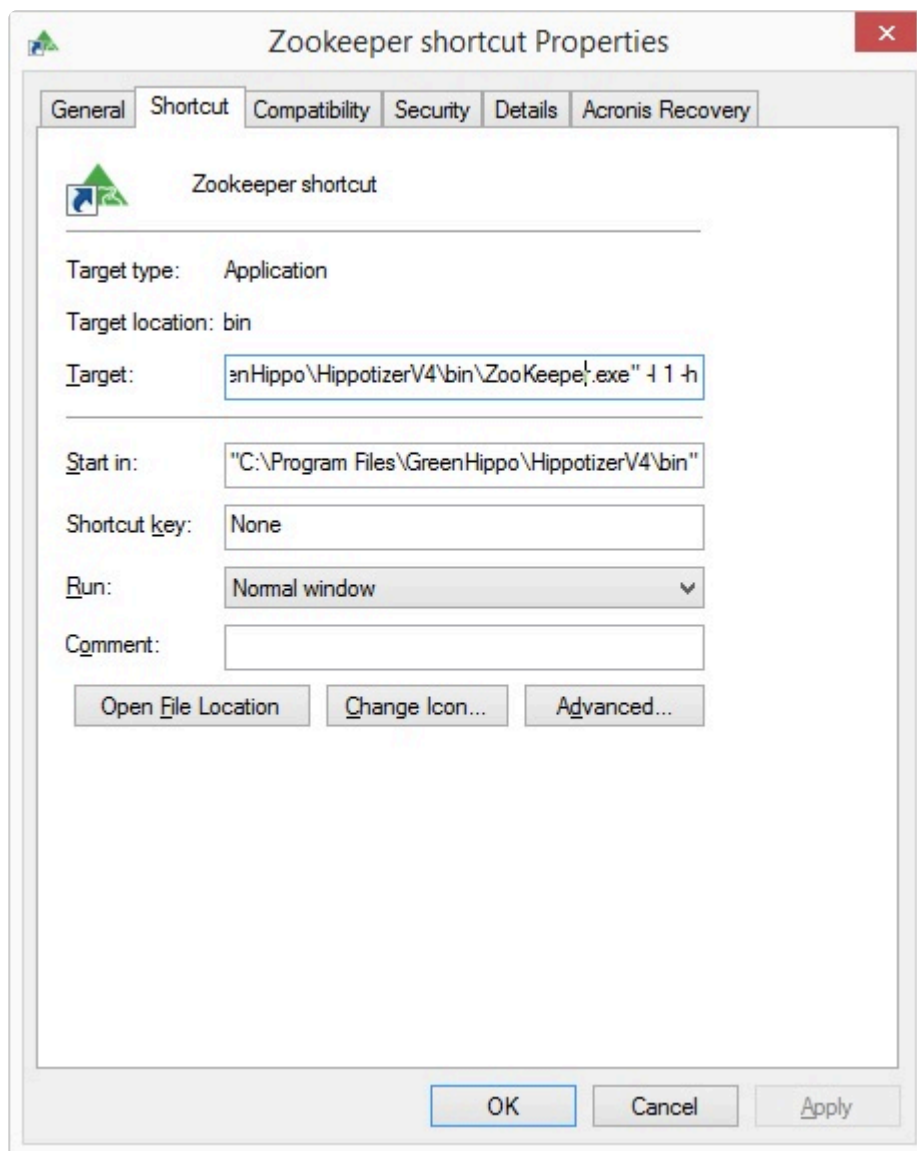 Zookeeper shortcut Properties
General Shortcut Compatibility Security Details Acronis Recovery
Zookeeper shortcut
Target type: Application
Target location: bin
Target: enHippo\HippotizerV4\bin\ZooKeeper.exe" -l 1 -h
Start in: "C:\Program Files\GreenHippo\HippotizerV4\bin"
Shortcut key: None
Run: Normal window
Comment:
Open File Location Change Icon... Advanced...
OK Cancel Apply